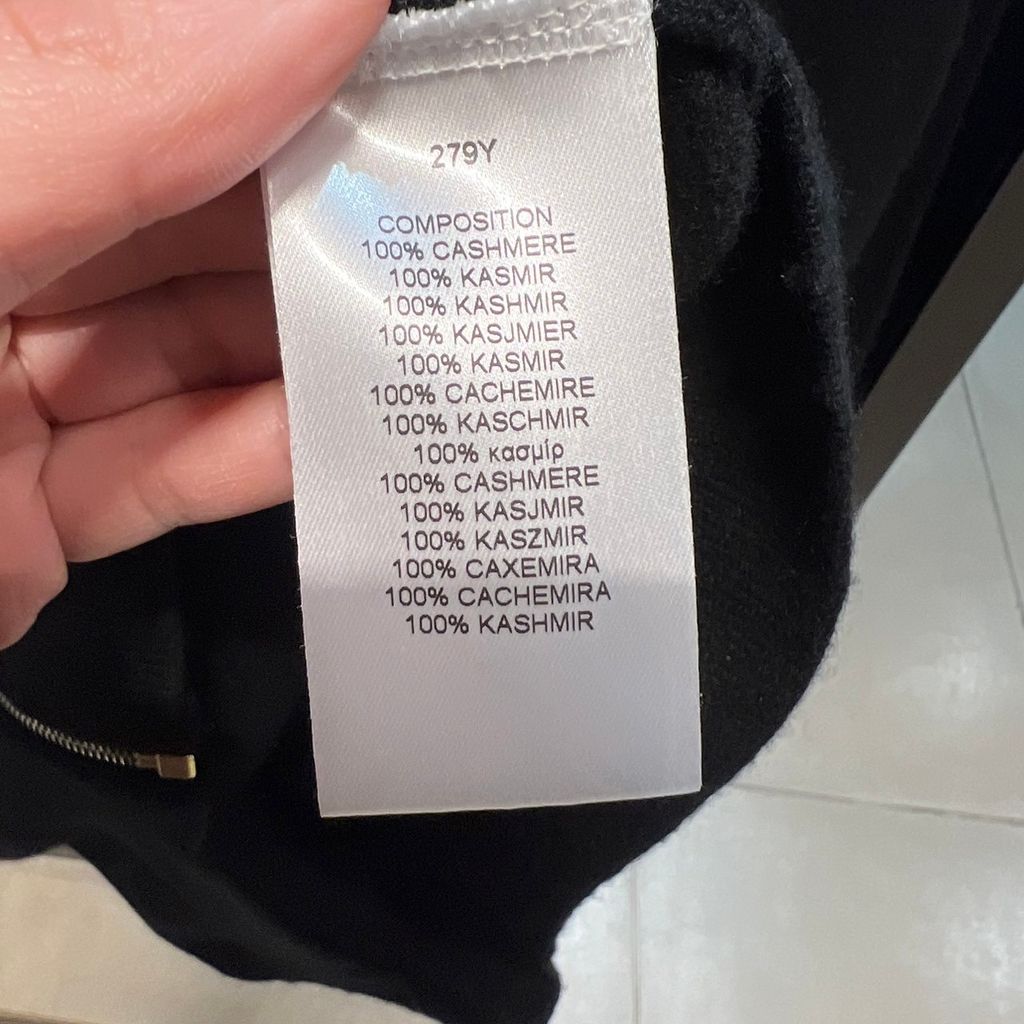 279Y
COMPOSITION
100% CASHMERE
100% KASMIR
100% KASHMIR
100% KASJMIER
100% KASMIR
100% CACHEMIRE
100% KASCHMIR
100% κασμίρ
100% CASHMERE
100% KASJMIR
100% KASZMIR
100% CAXEMIRA
100% CACHEMIRA
100% KASHMIR